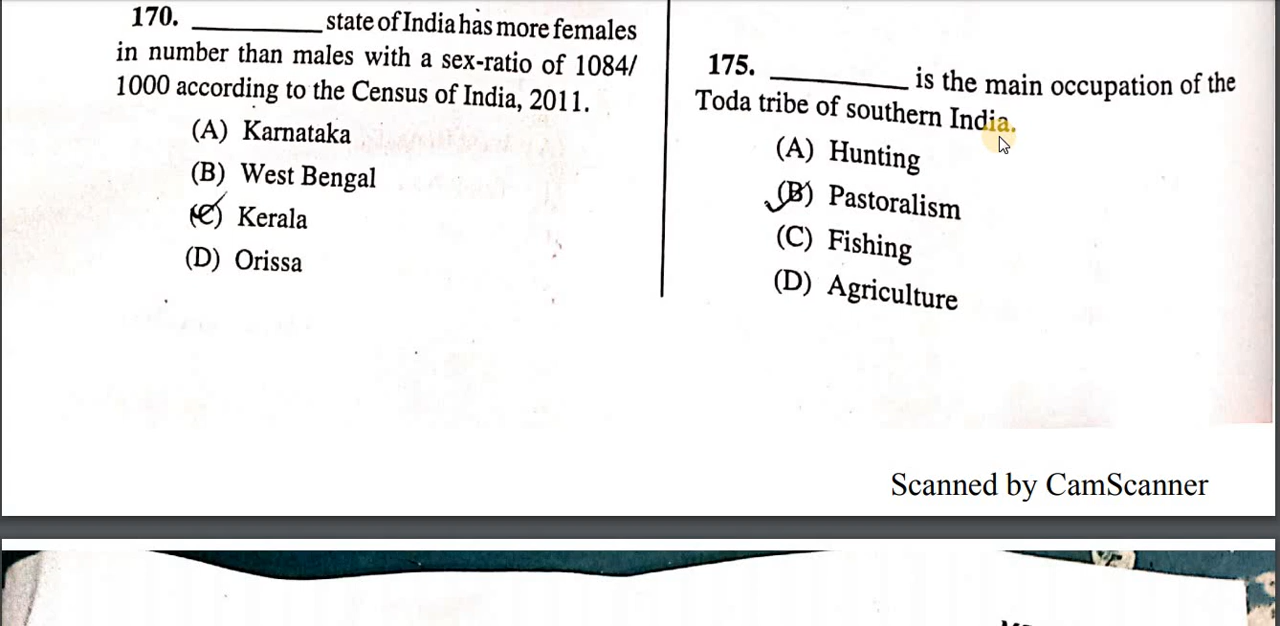 170. __________ state of India has more females
in number than males with a sex-ratio of 1084/
1000 according to the Census of India, 2011.
(A) Karnataka
(B) West Bengal
(C) Kerala
(D) Orissa
175. __________ is the main occupation of the
Toda tribe of southern India.
(A) Hunting
(B) Pastoralism
(C) Fishing
(D) Agriculture
Scanned by CamScanner